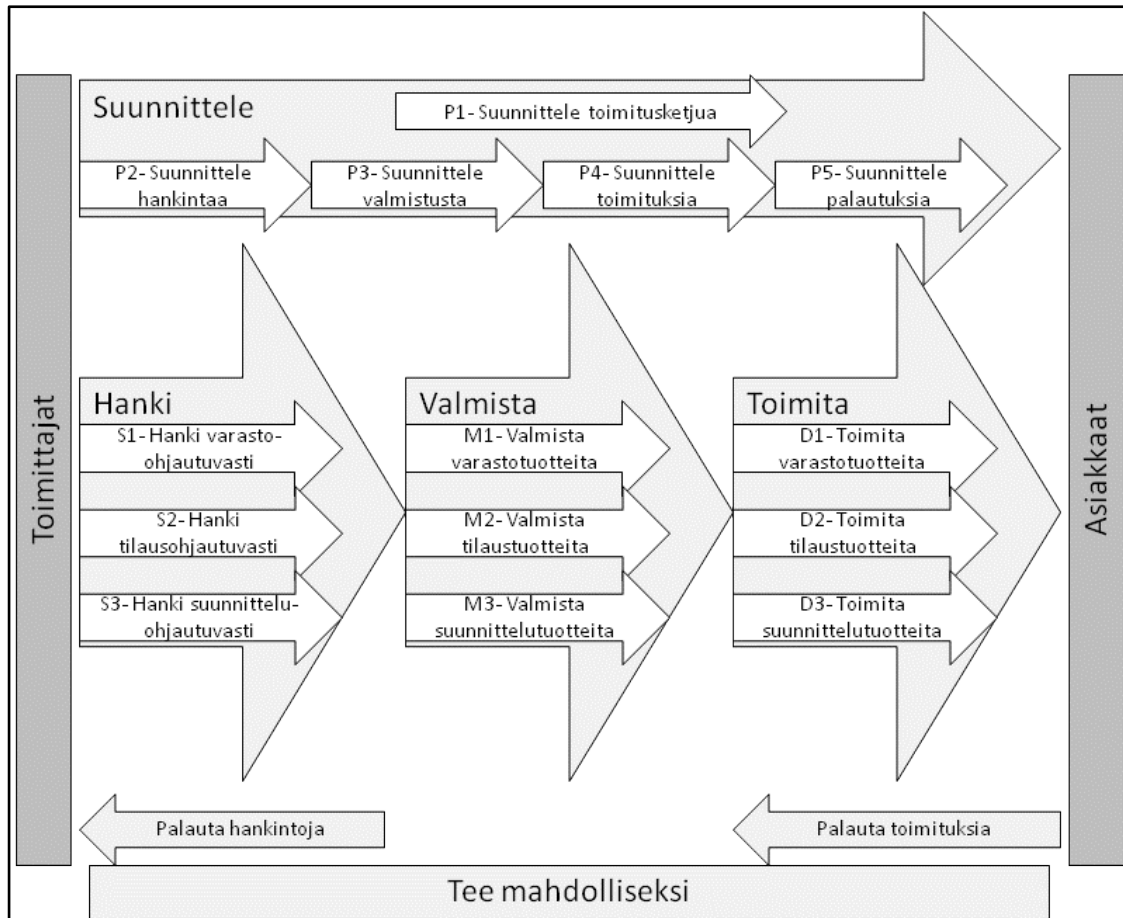 Toimittajat
Suunnittele
P1- Suunnittele toimitusketjua
P2- Suunnittele
hankintaa
P3- Suunnittele
valmistusta
P4- Suunnittele
toimituksia
P5- Suunnittele
palautuksia
Hanki
S1- Hanki varasto-
ohjautuvasti
S2- Hanki
tilausohjautuvasti
S3- Hanki suunnittelu-
ohjautuvasti
Valmista
M1- Valmista
varastotuotteita
M2- Valmista
tilaustuotteita
M3- Valmista
suunnittelutuotteita
Toimita
D1- Toimita
varastotuotteita
D2- Toimita
tilaustuotteita
D3- Toimita
suunnittelutuotteita
Asiakkaat
Palauta hankintoja
Palauta toimituksia
Tee mahdolliseksi